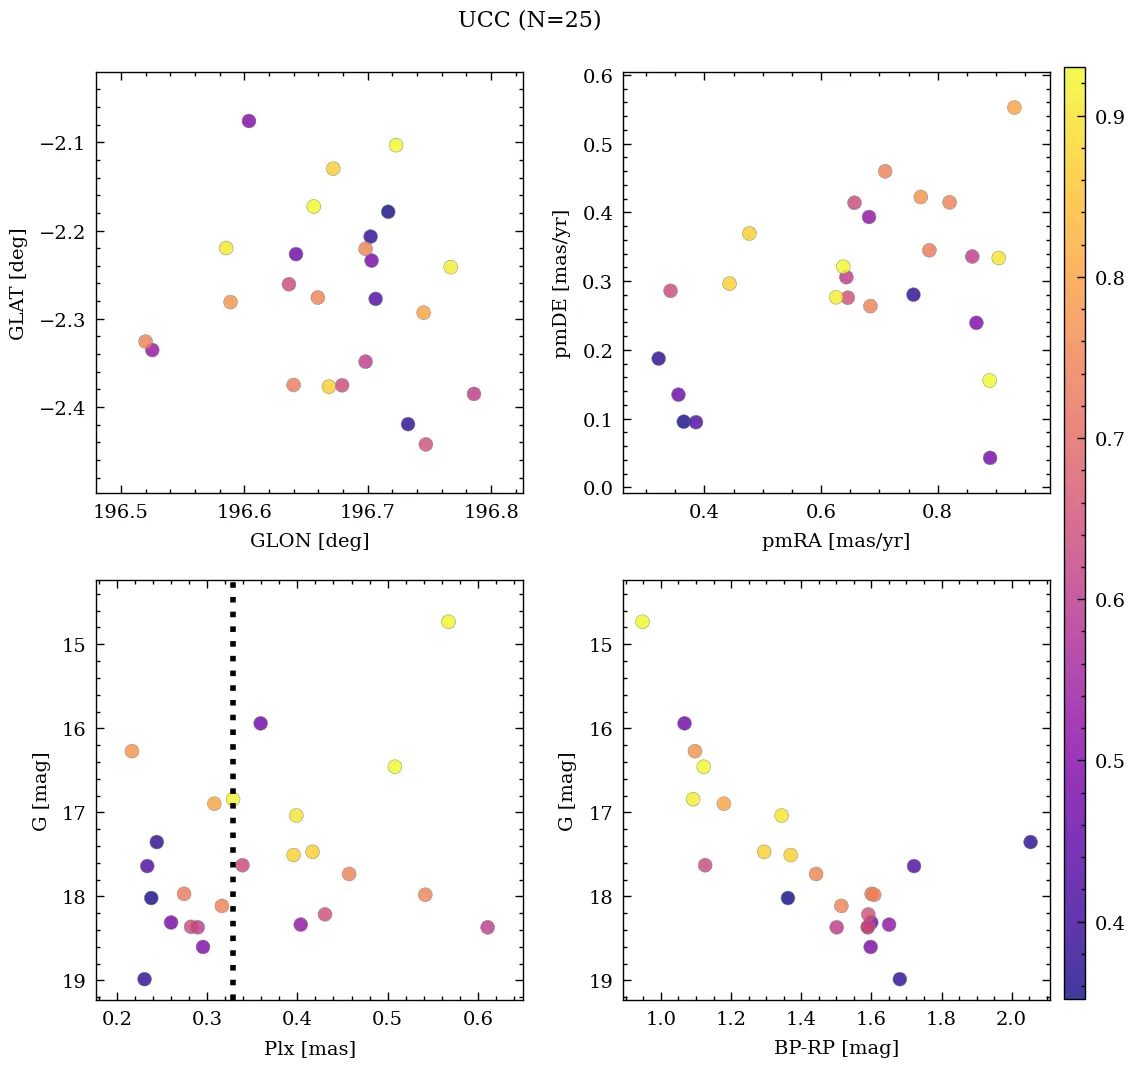 UCC (N=25)
−2.1
−2.2
−2.3
−2.4
GLAT [deg]
196.5 196.6 196.7 196.8
GLON [deg]
0.6
0.5
0.4
0.3
0.2
0.1
0.0
pmDE [mas/yr]
0.4 0.6 0.8
pmRA [mas/yr]
15
16
17
18
19
G [mag]
0.2 0.3 0.4 0.5 0.6
Plx [mas]
15
16
17
18
19
G [mag]
1.0 1.2 1.4 1.6 1.8 2.0
BP-RP [mag]
0.9
0.8
0.7
0.6
0.5
0.4